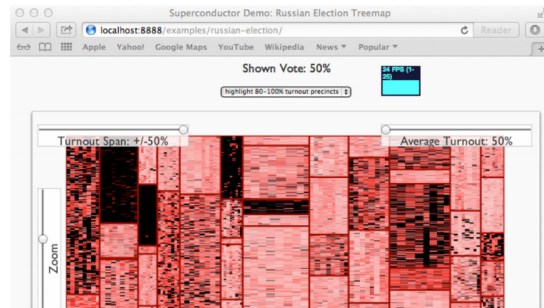 Superconductor Demo: Russian Election Treemap
localhost:8888/examples/russian-election/
Reader
Apple Yahoo! Google Maps YouTube Wikipedia News Popular
Shown Vote: 50%
24 FPS (1-
25)
highlight 80-100% turnout precincts
Turnout Span: +/-50%
Average Turnout: 50%
Zoom